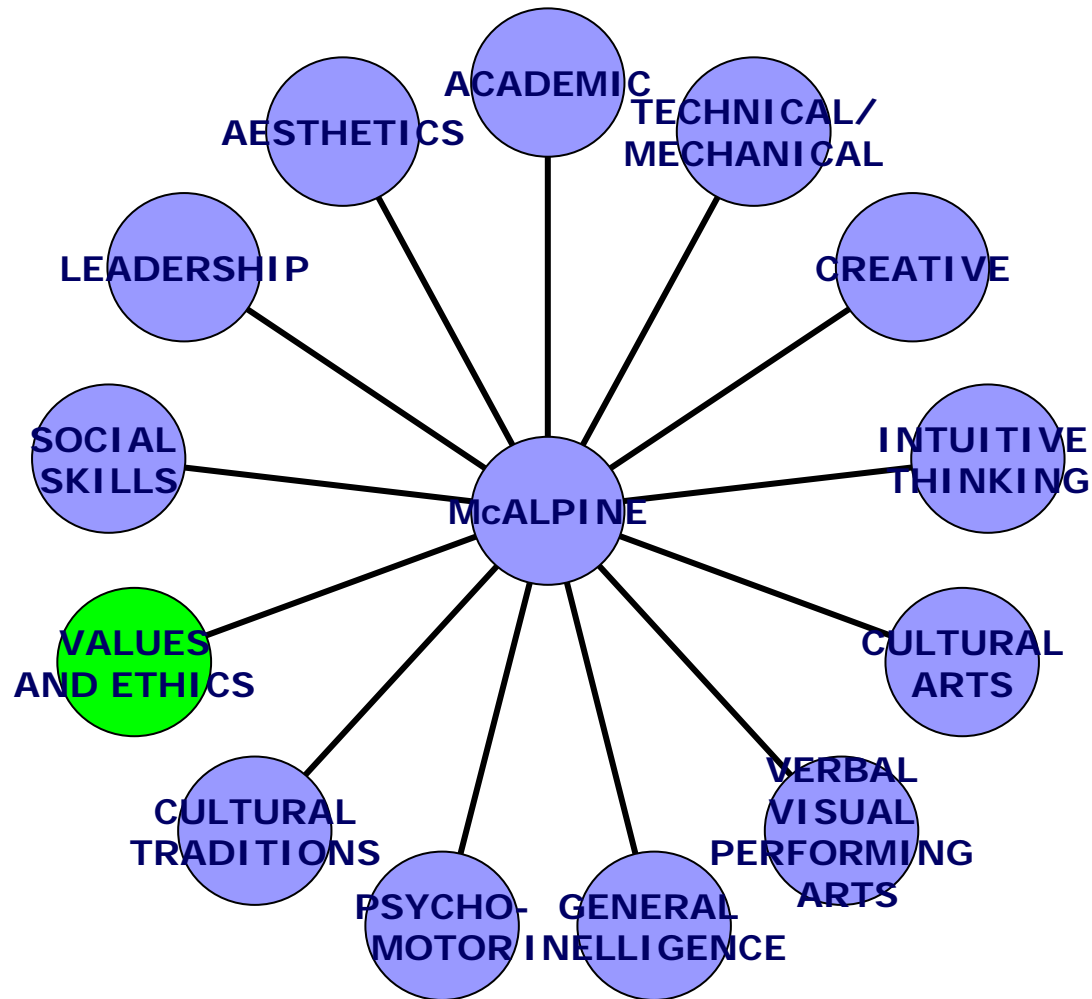 ACADEMIC
TECHNICAL/
MECHANICAL
CREATIVE
INTUITIVE
THINKING
CULTURAL
ARTS
VERBAL
VISUAL
PERFORMING
ARTS
GENERAL
INELLIGENCE
PSYCHO-
MOTOR
CULTURAL
TRADITIONS
VALUES
AND ETHICS
SOCIAL
SKILLS
LEADERSHIP
AESTHETICS
McALPINE